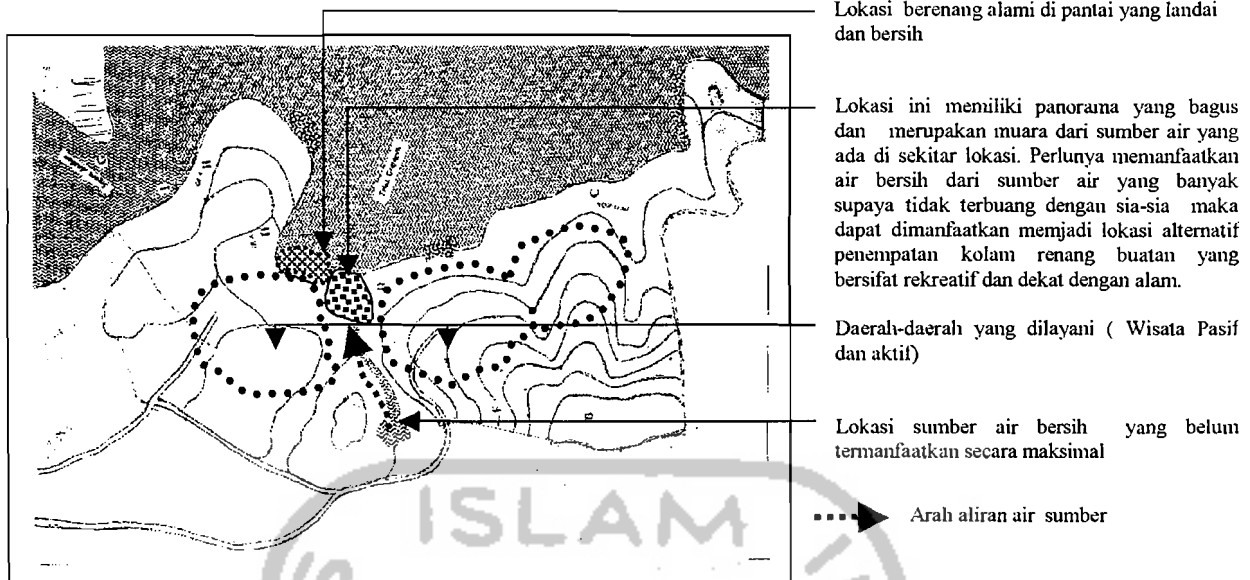 Lokasi berenang alami di pantai yang landai
dan bersih
Lokasi ini memiliki panorama yang bagus
dan merupakan muara dari sumber air yang
ada di sekitar lokasi. Perlunya memanfaatkan
air bersih dari sumber air yang banyak
supaya tidak terbuang dengan sia-sia maka
dapat dimanfaatkan memjadi lokasi alternatif
penempatan kolam renang buatan yang
bersifat rekreatif dan dekat dengan alam.
Daerah-daerah yang dilayani ( Wisata Pasif
dan aktif)
Lokasi sumber air bersih yang belum
termanfaatkan secara maksimal
Arah aliran air sumber
ISLAM